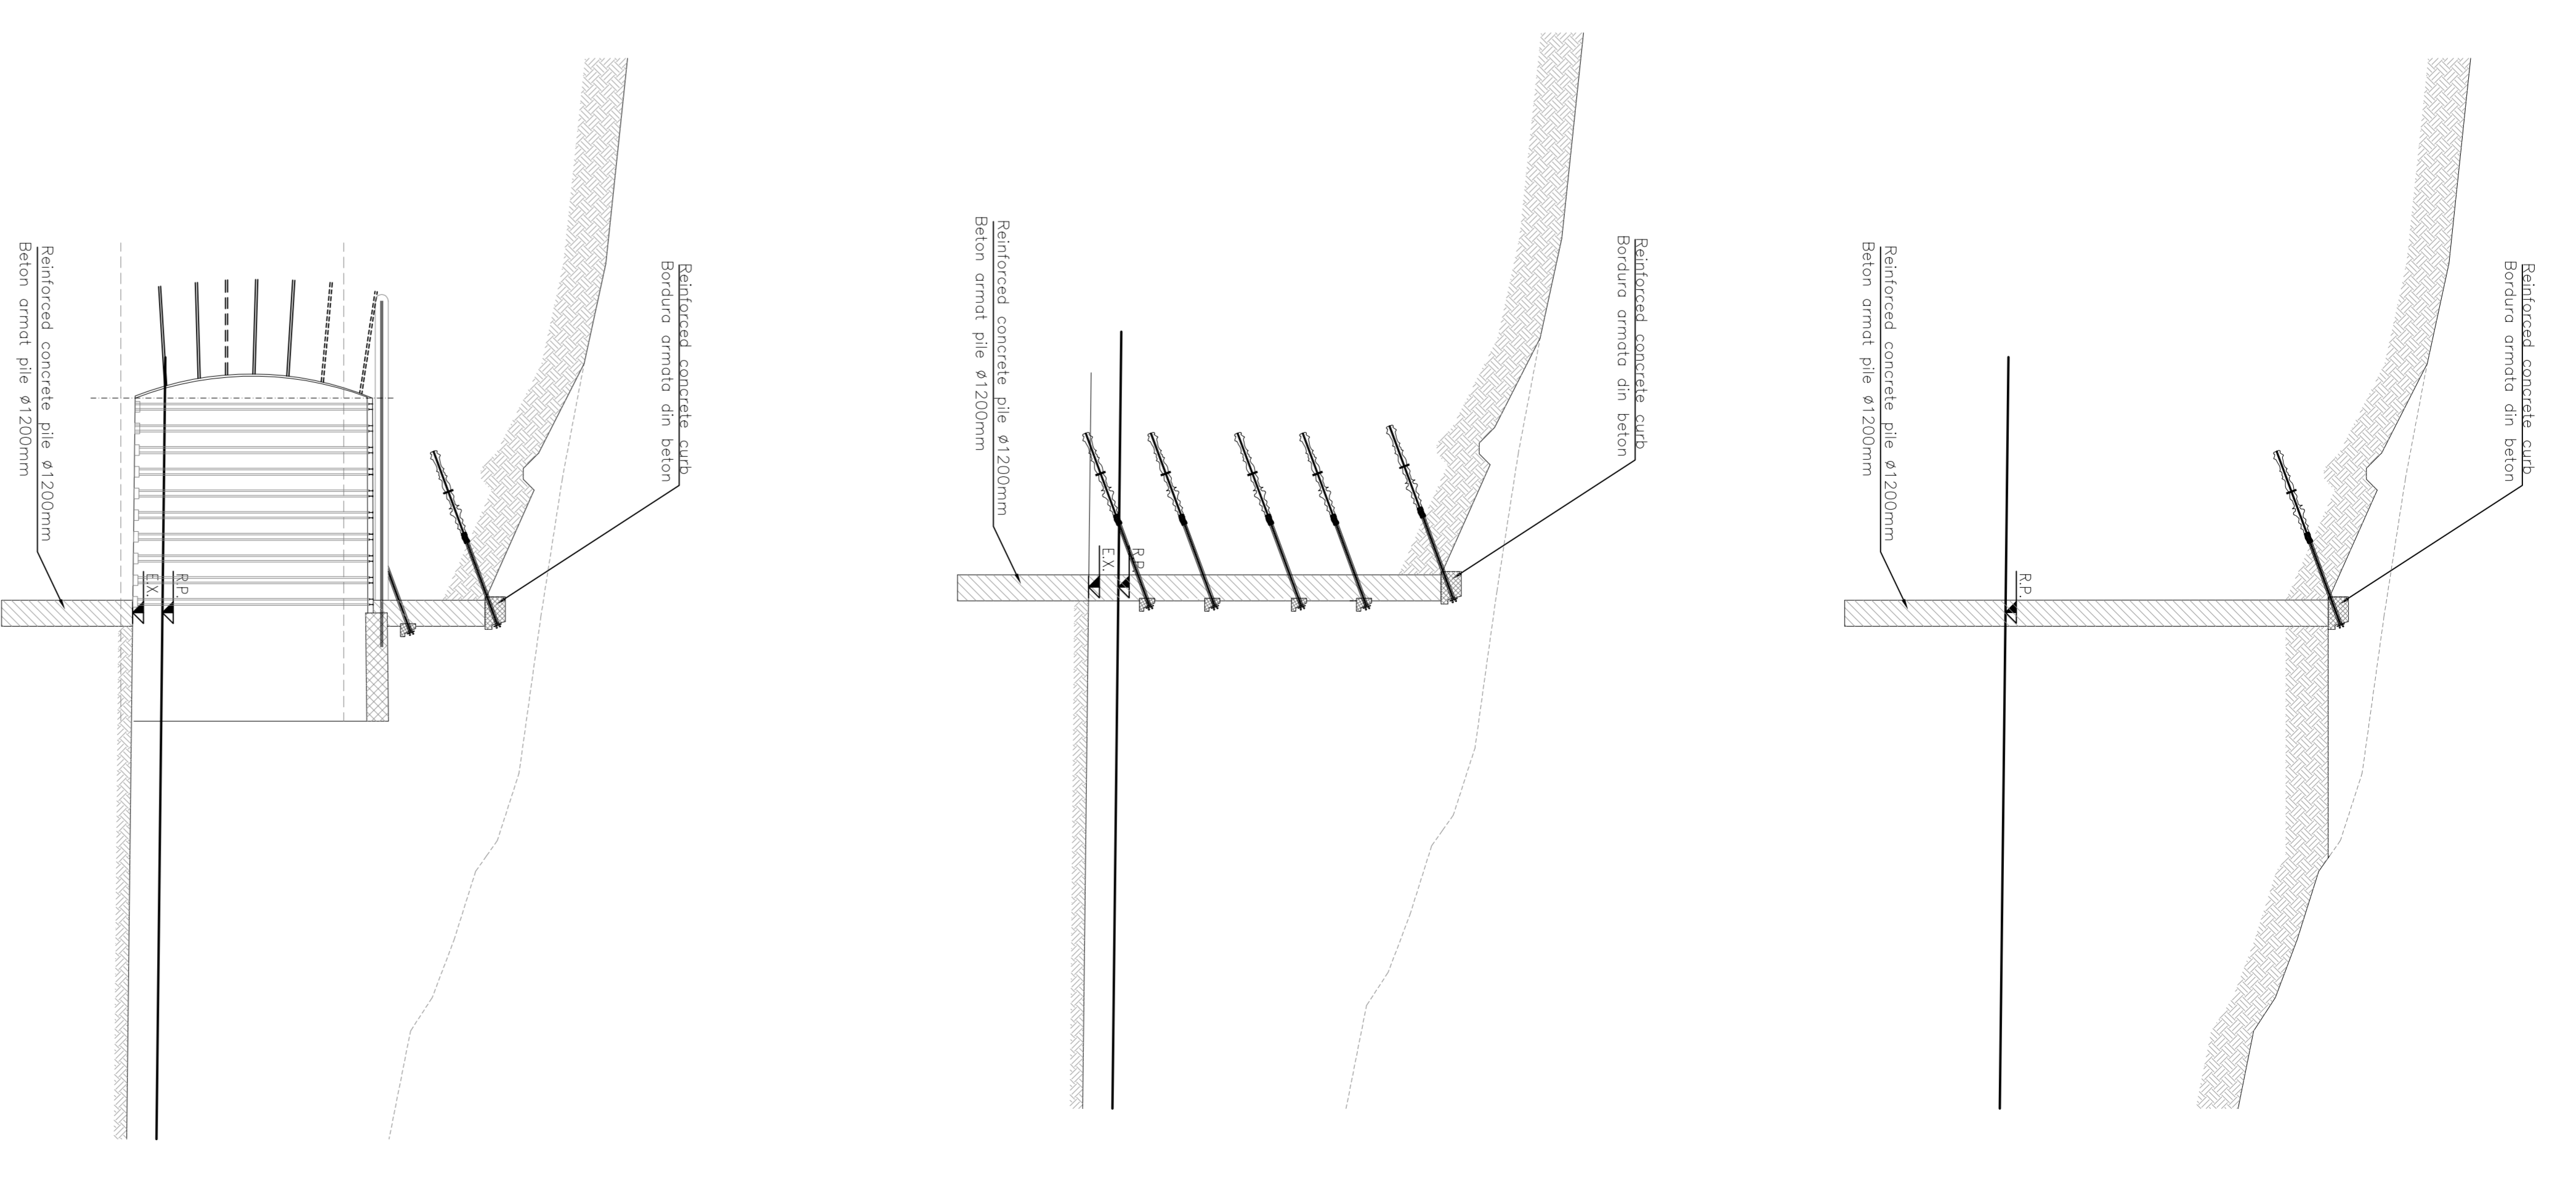 Reinforced concrete curb
Bordura armata din beton
Reinforced concrete pile Ø1200mm
Beton armat pile Ø1200mm
R.P.
E.X.
Reinforced concrete curb
Bordura armata din beton
Reinforced concrete pile Ø1200mm
Beton armat pile Ø1200mm
R.P.
E.X.
Reinforced concrete curb
Bordura armata din beton
Reinforced concrete pile Ø1200mm
Beton armat pile Ø1200mm
R.P.